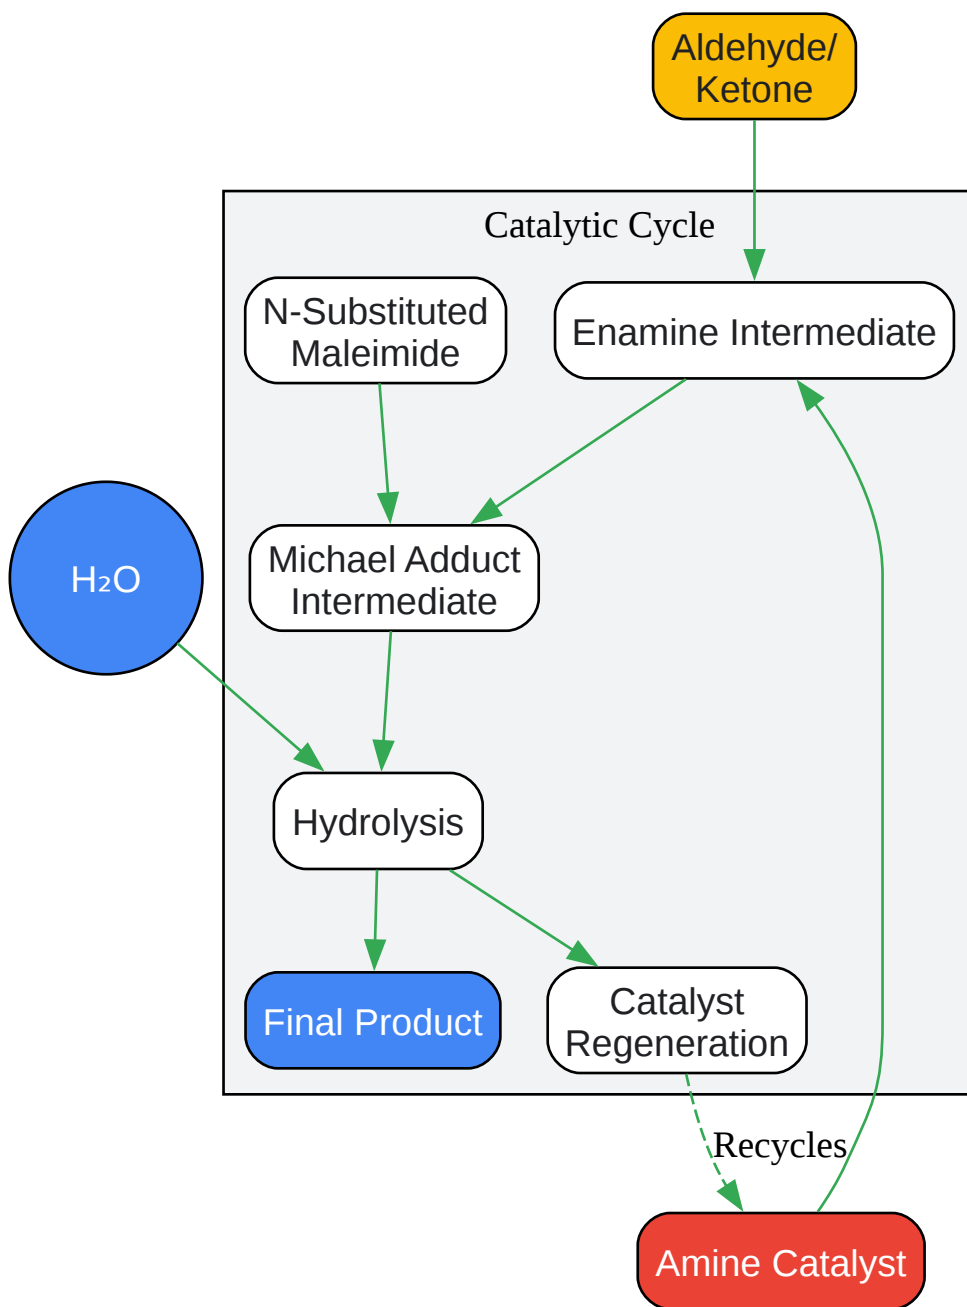 Aldehyde/
Ketone
Catalytic Cycle
N-Substituted
Maleimide
Enamine Intermediate
Michael Adduct
Intermediate
H₂O
Hydrolysis
Final Product
Catalyst
Regeneration
Recycles
Amine Catalyst